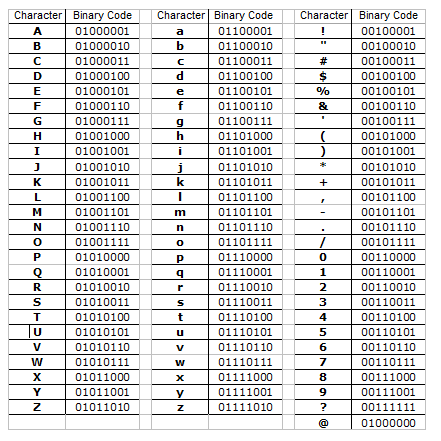 Character Binary Code Character Binary Code Character Binary Code
A 01000001 a 01100001 ! 00100001
B 01000010 b 01100010 " 00100010
C 01000011 c 01100011 # 00100011
D 01000100 d 01100100 $ 00100100
E 01000101 e 01100101 % 00100101
F 01000110 f 01100110 & 00100110
G 01000111 g 01100111 ' 00100111
H 01001000 h 01101000 ( 00101000
I 01001001 i 01101001 ) 00101001
J 01001010 j 01101010 * 00101010
K 01001011 k 01101011 + 00101011
L 01001100 l 01101100 , 00101100
M 01001101 m 01101101 - 00101101
N 01001110 n 01101110 . 00101110
O 01001111 o 01101111 / 00101111
P 01010000 p 01110000 0 00110000
Q 01010001 q 01110001 1 00110001
R 01010010 r 01110010 2 00110010
S 01010011 s 01110011 3 00110011
T 01010100 t 01110100 4 00110100
U 01010101 u 01110101 5 00110101
V 01010110 v 01110110 6 00110110
W 01010111 w 01110111 7 00110111
X 01011000 x 01111000 8 00111000
Y 01011001 y 01111001 9 00111001
Z 01011010 z 01111010 ? 00111111
@ 01000000